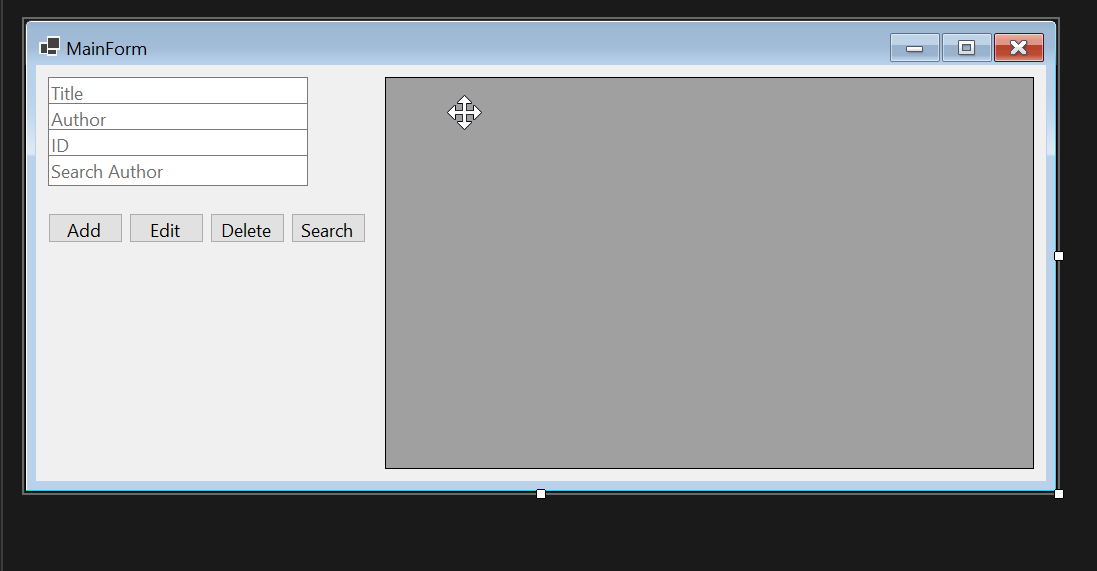 MainForm
Title
Author
ID
Search Author
Add Edit Delete Search